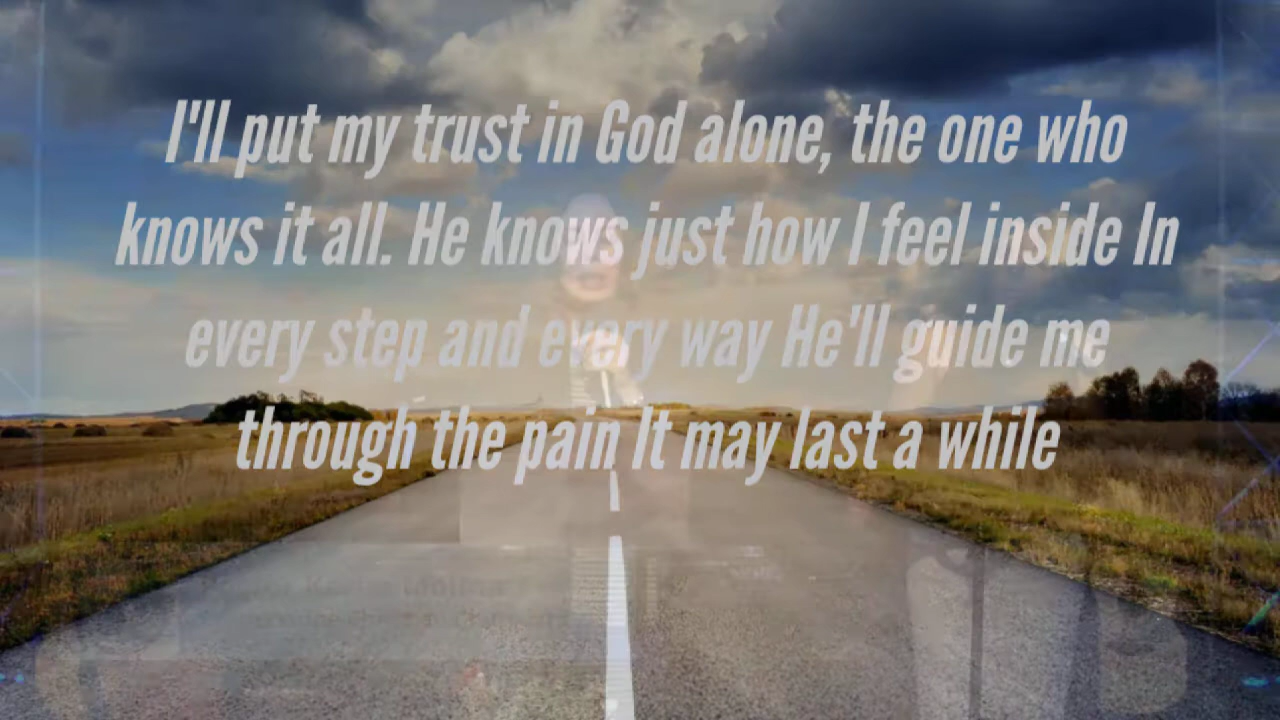 I'll put my trust in God alone, the one who
knows it all. He knows just how I feel inside In
every step and every way He'll guide me
through the pain It may last a while